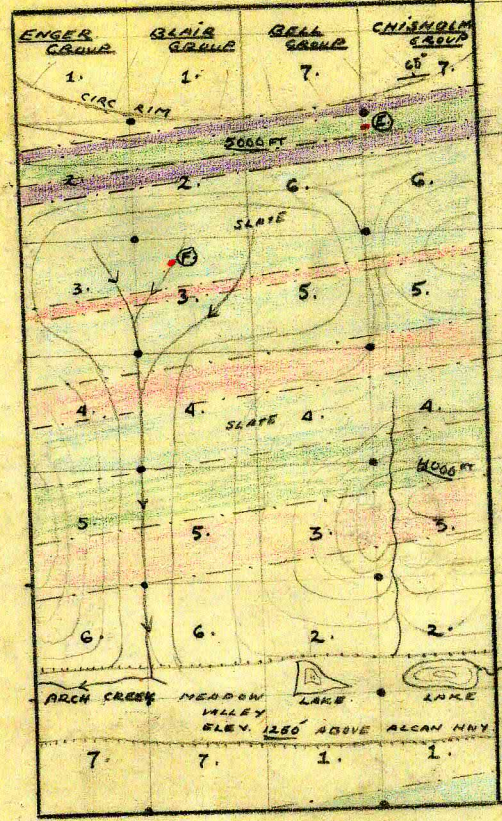 ENGER BLAIR BELL CHISHOLM
GROUP GROUP GROUP GROUP
1. 1. 7. 65° 7.
CIRC RIM
E
5000 FT
2. 2. 6. 6.
SLATE
F
3. 3. 5. 5.
4. 4. 4. 4.
SLATE
4000 FT
5. 5. 3. 3.
6. 6. 2. 2.
ARCH CREEK MEADOW LAKE LAKE
VALLEY
ELEV. 1250' ABOVE ALCAN HWY.
7. 7. 1. 1.